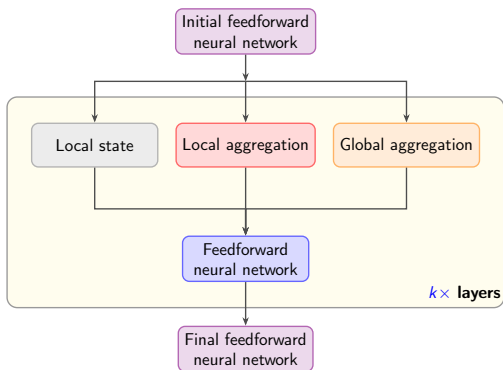 Initial feedforward
neural network
Local state
Local aggregation
Global aggregation
Feedforward
neural network
k× layers
Final feedforward
neural network